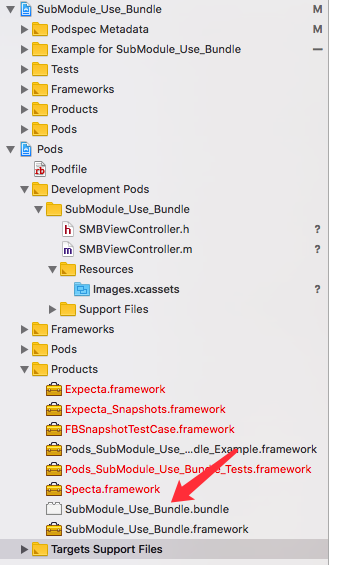 SubModule_Use_Bundle M
Podspec Metadata M
Example for SubModule_Use_Bundle —
Tests
Frameworks
Products
Pods
Pods
Podfile
Development Pods
SubModule_Use_Bundle
h SMBViewController.h ?
m SMBViewController.m ?
Resources
Images.xcassets ?
Support Files
Frameworks
Pods
Products
Expecta.framework
Expecta_Snapshots.framework
FBSnapshotTestCase.framework
Pods_SubModule_Use_...dle_Example.framework
Pods_SubModule_Use_Bundle_Tests.framework
Specta.framework
SubModule_Use_Bundle.bundle
SubModule_Use_Bundle.framework
Targets Support Files